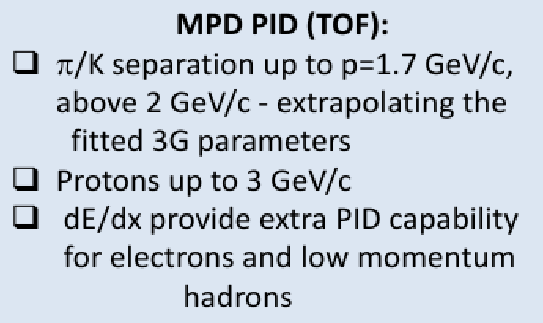 MPD PID (TOF):
❑ π/K separation up to p=1.7 GeV/c,
above 2 GeV/c - extrapolating the
fitted 3G parameters
❑ Protons up to 3 GeV/c
❑ dE/dx provide extra PID capability
for electrons and low momentum
hadrons